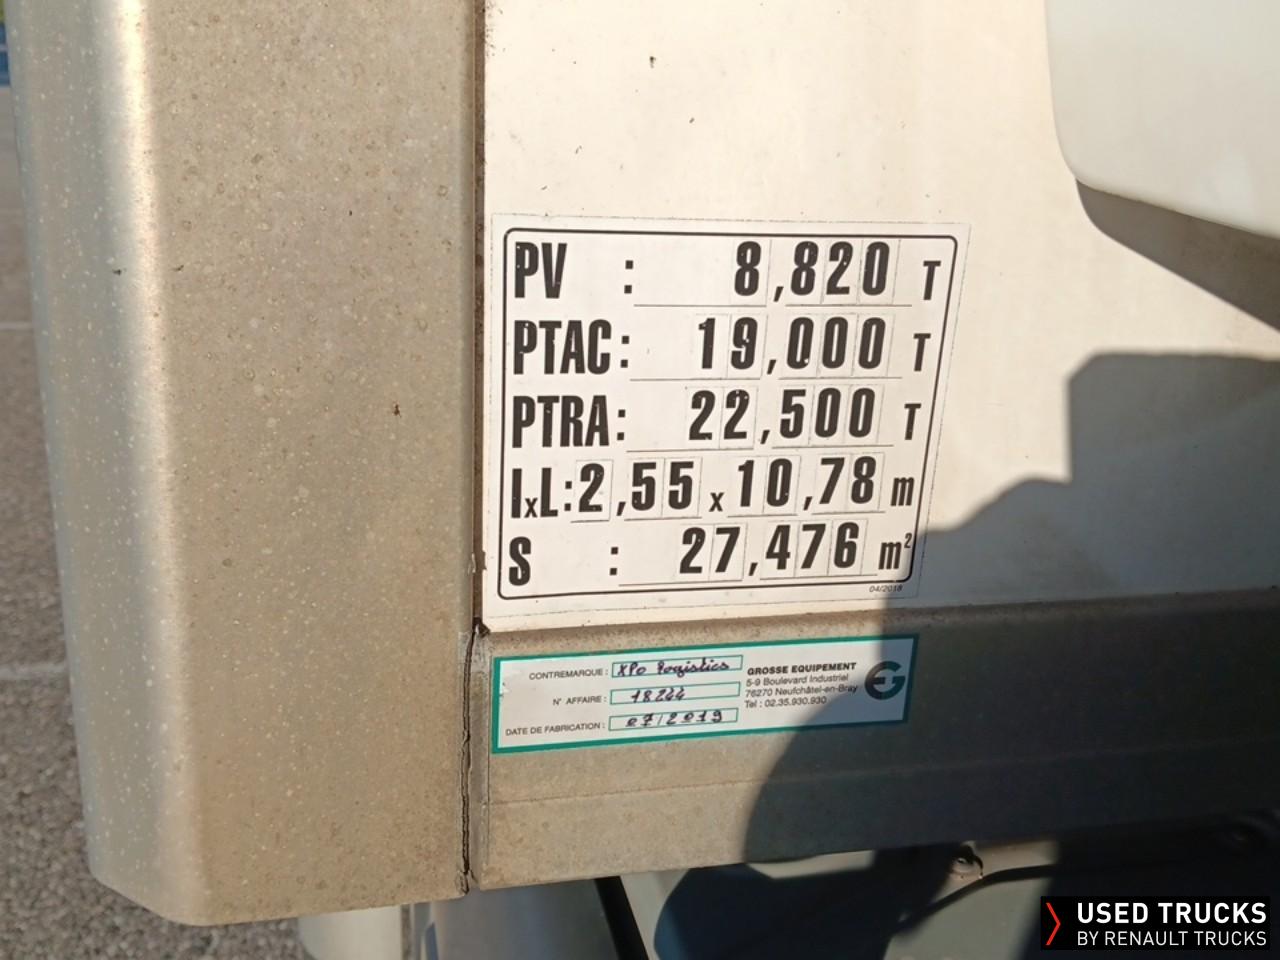 PV : 8,820 T
PTAC: 19,000 T
PTRA: 22,500 T
lxL: 2,55 x 10,78 m
S : 27,476 m²
04/2018
CONTREMARQUE : XPO Logistics
N° AFFAIRE : 18244
DATE DE FABRICATION : 07/2019
GROSSE EQUIPEMENT
5-9 Boulevard Industriel
76270 Neufchâtel-en-Bray
Tel : 02.35.930.930
USED TRUCKS
BY RENAULT TRUCKS